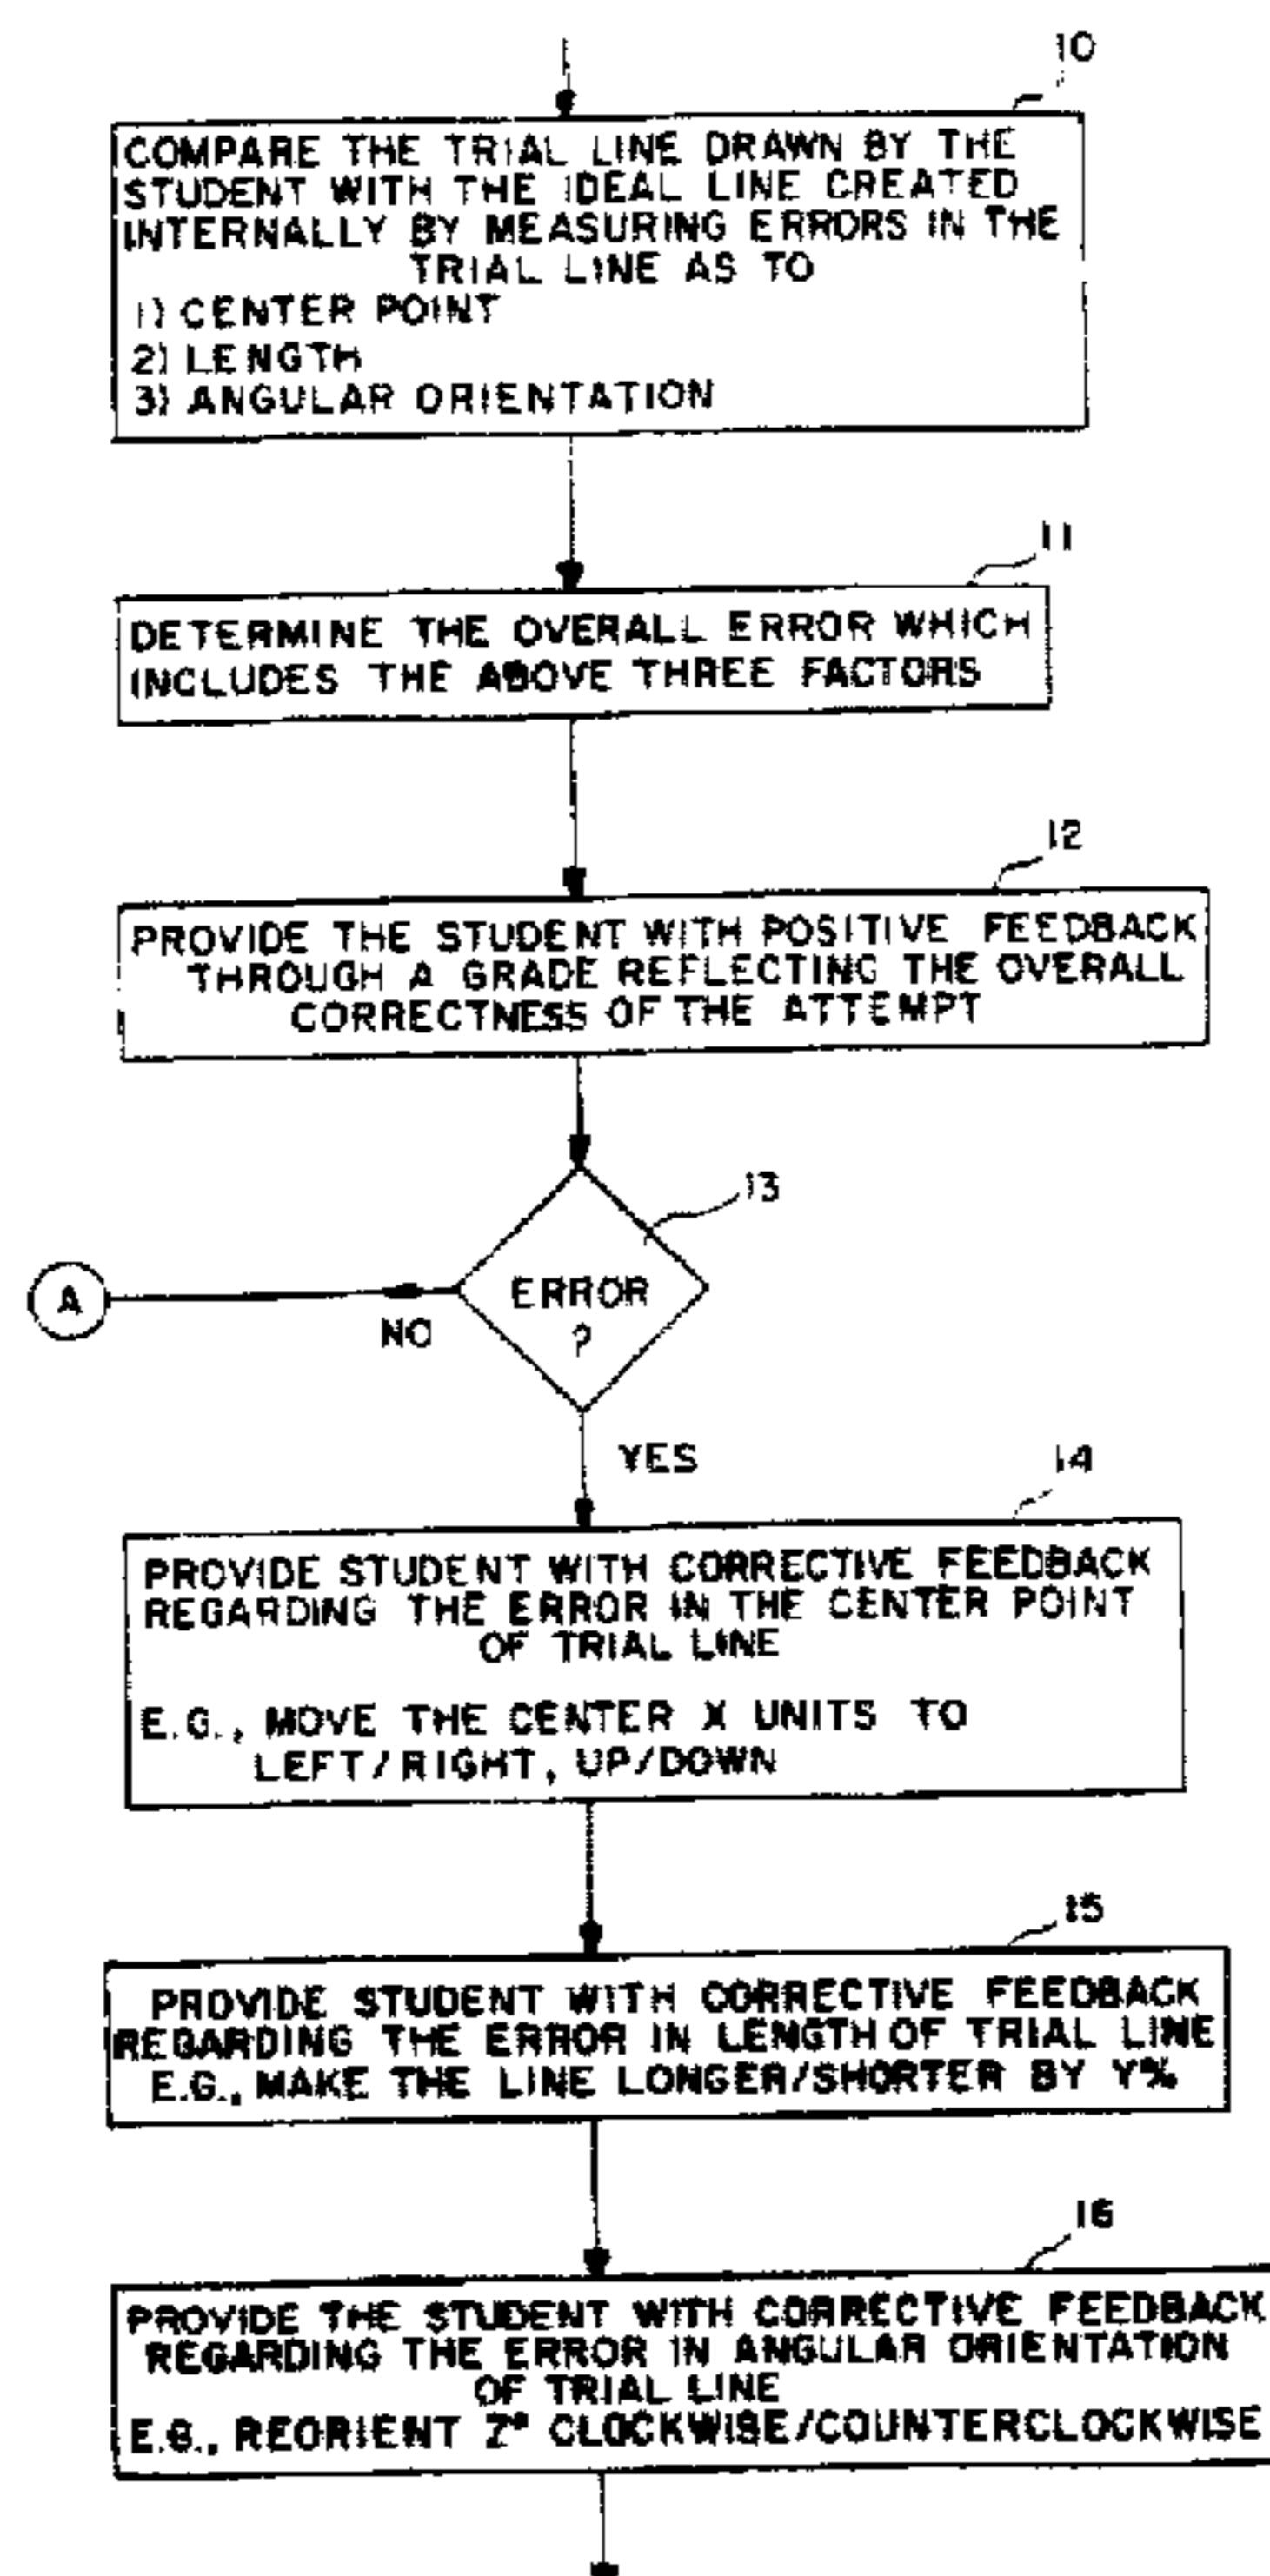 10
COMPARE THE TRIAL LINE DRAWN BY THE
STUDENT WITH THE IDEAL LINE CREATED
INTERNALLY BY MEASURING ERRORS IN THE
TRIAL LINE AS TO
1) CENTER POINT
2) LENGTH
3) ANGULAR ORIENTATION
11
DETERMINE THE OVERALL ERROR WHICH
INCLUDES THE ABOVE THREE FACTORS
12
PROVIDE THE STUDENT WITH POSITIVE FEEDBACK
THROUGH A GRADE REFLECTING THE OVERALL
CORRECTNESS OF THE ATTEMPT
13
ERROR
?
A
NO
YES
14
PROVIDE STUDENT WITH CORRECTIVE FEEDBACK
REGARDING THE ERROR IN THE CENTER POINT
OF TRIAL LINE
E.G., MOVE THE CENTER X UNITS TO
LEFT/RIGHT, UP/DOWN
15
PROVIDE STUDENT WITH CORRECTIVE FEEDBACK
REGARDING THE ERROR IN LENGTH OF TRIAL LINE
E.G., MAKE THE LINE LONGER/SHORTER BY Y%
16
PROVIDE THE STUDENT WITH CORRECTIVE FEEDBACK
REGARDING THE ERROR IN ANGULAR ORIENTATION
OF TRIAL LINE
E.G., REORIENT Z° CLOCKWISE/COUNTERCLOCKWISE